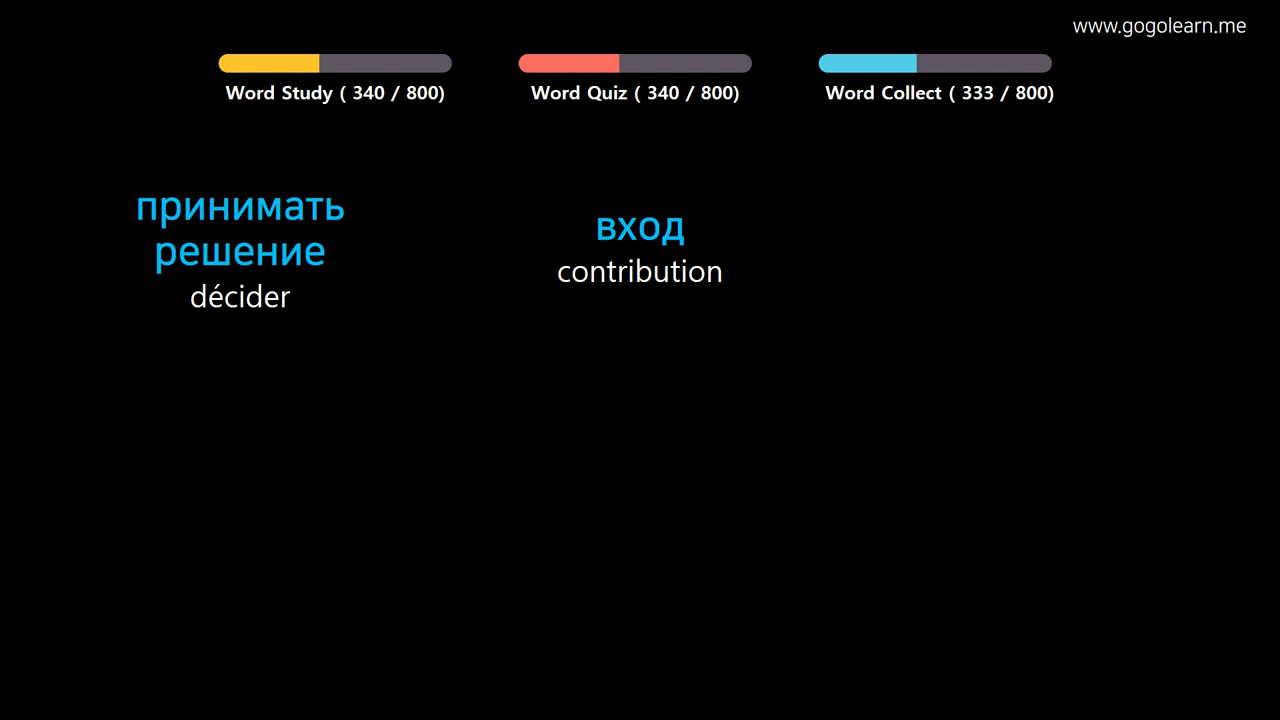 www.gogolearn.me
Word Study ( 340 / 800)
Word Quiz ( 340 / 800)
Word Collect ( 333 / 800)
принимать
решение
décider
вход
contribution